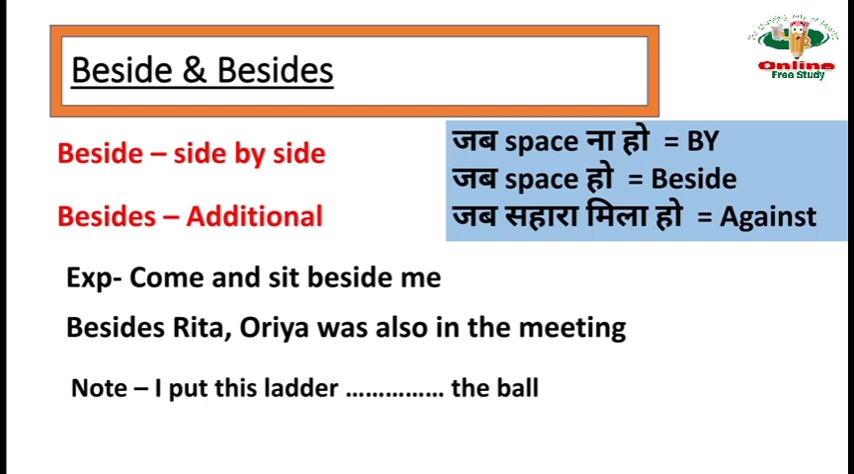 Beside & Besides
Online
Free Study
Beside – side by side
Besides – Additional
जब space ना हो = BY
जब space हो = Beside
जब सहारा मिला हो = Against
Exp- Come and sit beside me
Besides Rita, Oriya was also in the meeting
Note – I put this ladder .............. the ball